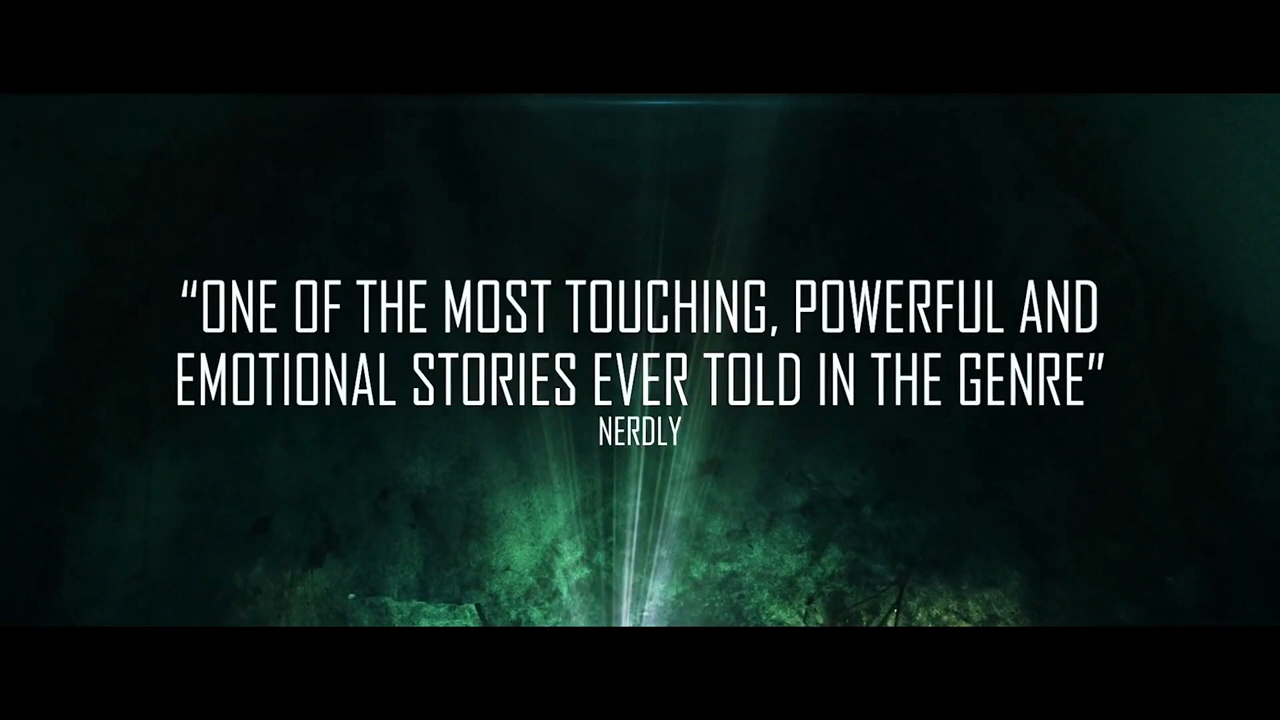 “ONE OF THE MOST TOUCHING, POWERFUL AND
EMOTIONAL STORIES EVER TOLD IN THE GENRE”
NERDLY